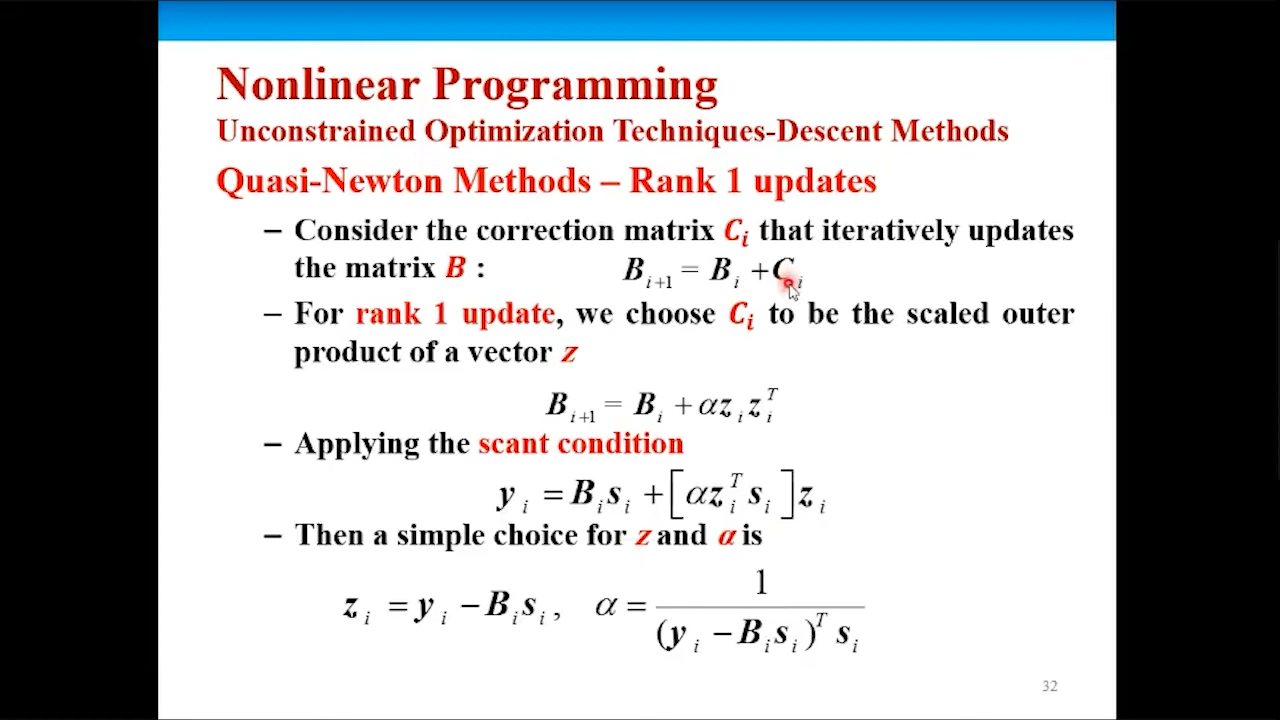 Nonlinear Programming
Unconstrained Optimization Techniques-Descent Methods
Quasi-Newton Methods – Rank 1 updates
– Consider the correction matrix C_i that iteratively updates
the matrix B : B_{i+1} = B_i + C_i
– For rank 1 update, we choose C_i to be the scaled outer
product of a vector z
B_{i+1} = B_i + αz_i z_i^T
– Applying the scant condition
y_i = B_i s_i + [αz_i^T s_i] z_i
– Then a simple choice for z and α is
z_i = y_i – B_i s_i , α = 1 / (y_i – B_i s_i)^T s_i
32